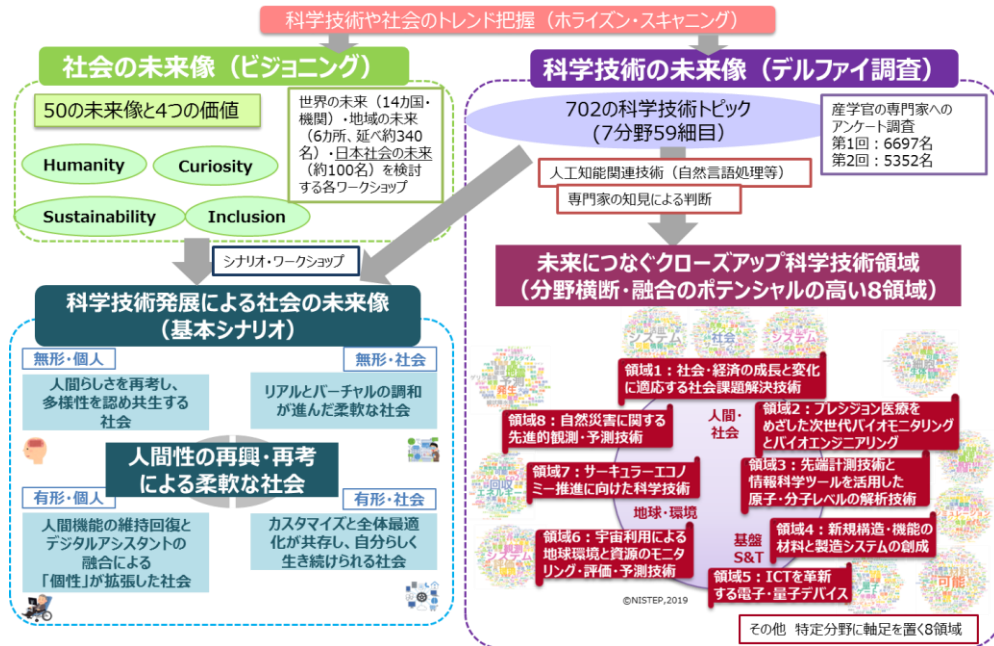 科学技術や社会のトレンド把握（ホライズン・スキャニング）
社会の未来像（ビジョニング）
50の未来像と4つの価値
Humanity
Curiosity
Sustainability
Inclusion
世界の未来（14カ国・
機関）・地域の未来
（6カ所、延べ約340
名）・日本社会の未来
（約100名）を検討
する各ワークショップ
科学技術の未来像（デルファイ調査）
702の科学技術トピック
（7分野59細目）
産学官の専門家への
アンケート調査
第1回：6697名
第2回：5352名
人工知能関連技術（自然言語処理等）
専門家の知見による判断
シナリオ・ワークショップ
科学技術発展による社会の未来像
（基本シナリオ）
無形・個人
人間らしさを再考し、
多様性を認め共生する
社会
無形・社会
リアルとバーチャルの調和
が進んだ柔軟な社会
人間性の再興・再考
による柔軟な社会
有形・個人
人間機能の維持回復と
デジタルアシスタントの
融合による
「個性」が拡張した社会
有形・社会
カスタマイズと全体最適
化が共存し、自分らしく
生き続けられる社会
未来につなぐクローズアップ科学技術領域
（分野横断・融合のポテンシャルの高い8領域）
システム
社会
システム
領域1：社会・経済の成長と変化
に適応する社会課題解決技術
人間・
社会
領域2：プレシジョン医療を
めざした次世代バイオモニタリング
とバイオエンジニアリング
領域3：先端計測技術と
情報科学ツールを活用した
原子・分子レベルの解析技術
基盤
S&T
領域4：新規構造・機能の
材料と製造システムの創成
領域5：ICTを革新
する電子・量子デバイス
領域6：宇宙利用による
地球環境と資源のモニタ
リング・評価・予測技術
地球・環境
領域7：サーキュラーエコノ
ミー推進に向けた科学技術
領域8：自然災害に関する
先進的観測・予測技術
発生
回収
エネルギー
システム
可能
©NISTEP,2019
その他 特定分野に軸足を置く8領域